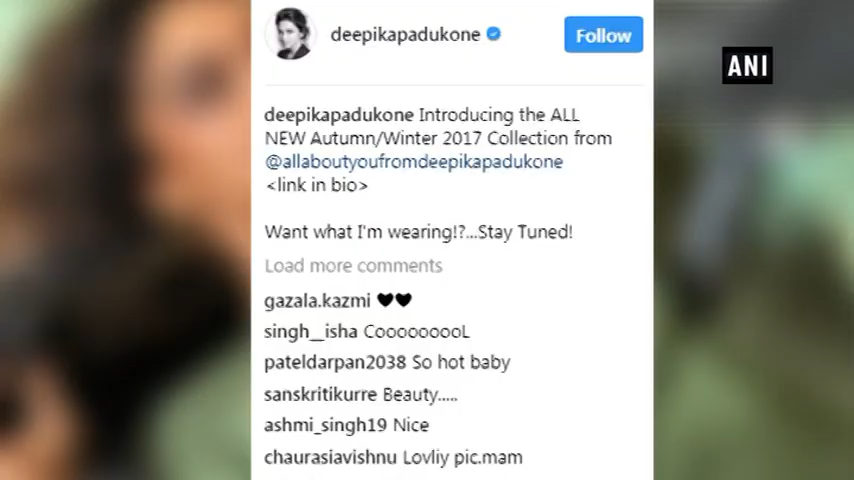 deepikapadukone
Follow
ANI
deepikapadukone Introducing the ALL
NEW Autumn/Winter 2017 Collection from
@allaboutyoufromdeepikapadukone
<link in bio>
Want what I'm wearing!?...Stay Tuned!
Load more comments
gazala.kazmi 🖤🖤
singh__isha CooooooooL
pateldarpan2038 So hot baby
sanskritikurre Beauty.....
ashmi_singh19 Nice
chaurasiavishnu Lovliy pic.mam